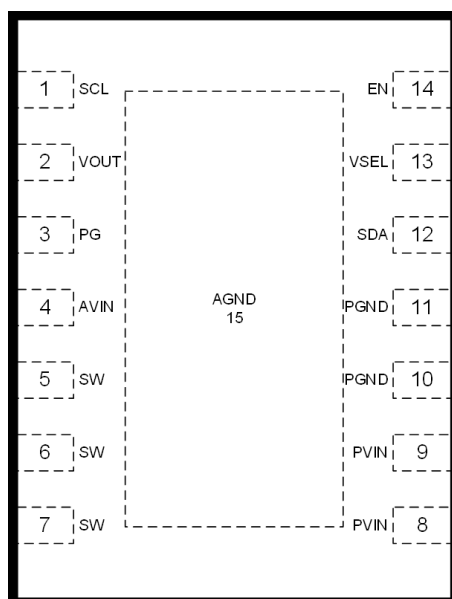 1 SCL EN 14
2 VOUT VSEL 13
3 PG SDA 12
4 AVIN AGND PGND 11
15
5 SW PGND 10
6 SW PVIN 9
7 SW PVIN 8